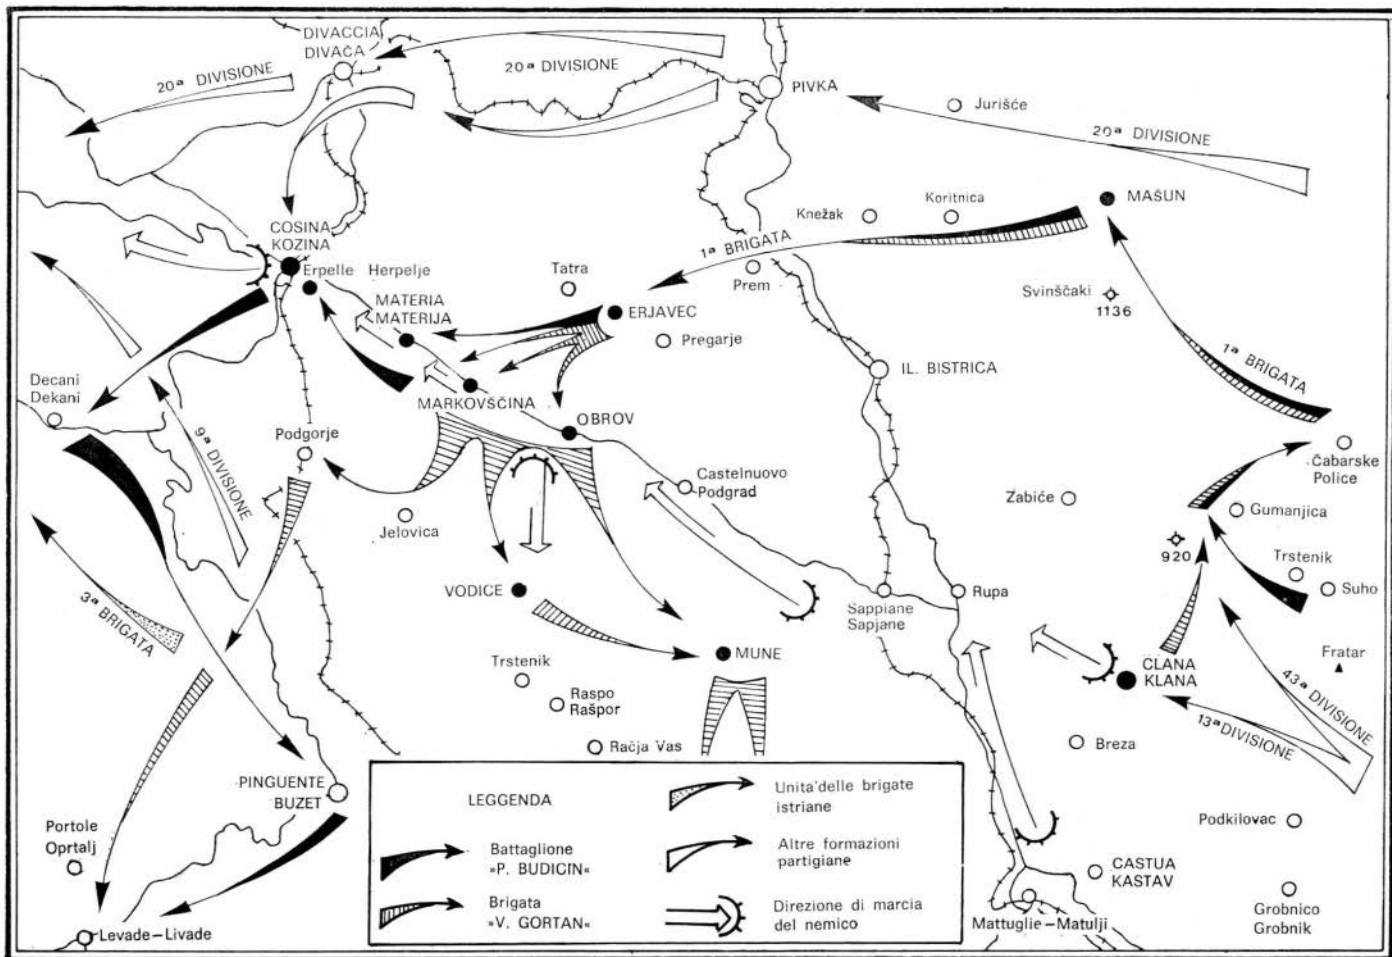 DIVACCIA
DIVAČA
20ª DIVISIONE
20ª DIVISIONE
PIVKA
Jurišće
20ª DIVISIONE
MAŠUN
Koritnica
Knežak
COSINA
KOZINA
1ª BRIGATA
Erpelle Herpelje
Tatra
Prem
Svinščaki
1136
MATERIA
MATERIJA
ERJAVEC
Pregarje
IL. BISTRICA
1ª BRIGATA
Decani
Dekani
MARKOVŠČINA
OBROV
Podgorje
9ª DIVISIONE
Čabarske
Police
Castelnuovo
Podgrad
Zabiće
Gumanjica
Jelovica
920
Trstenik
Suho
VODICE
Sappiane
Sapjane
Rupa
3ª BRIGATA
MUNE
Fratar
Trstenik
CLANA
KLANA
43ª DIVISIONE
13ª DIVISIONE
Raspo
Rašpor
Račja Vas
Breza
PINGUENTE
BUZET
Portole
Oprtalj
Podkilovac
CASTUA
KASTAV
Grobnico
Grobnik
Levade–Livade
Mattuglie–Matulji
LEGGENDA
Battaglione
»P. BUDICIN«
Brigata
»V. GORTAN«
Unita' delle brigate
istriane
Altre formazioni
partigiane
Direzione di marcia
del nemico